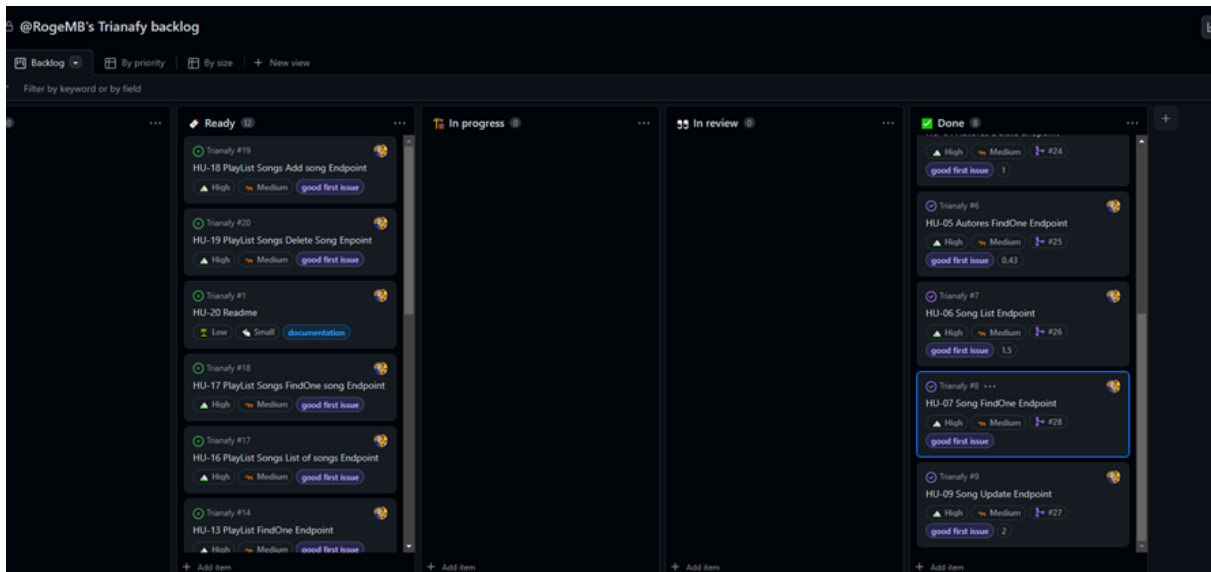 @RogeMB's Trianafy backlog
Backlog
By priority
By size
+ New view
Filter by keyword or by field
0
Ready 12
Trianafy #19
HU-18 PlayList Songs Add song Endpoint
High Medium good first issue
Trianafy #20
HU-19 PlayList Songs Delete Song Enpoint
High Medium good first issue
Trianafy #1
HU-20 Readme
Low Small documentation
Trianafy #18
HU-17 PlayList Songs FindOne song Endpoint
High Medium good first issue
Trianafy #17
HU-16 PlayList Songs List of songs Endpoint
High Medium good first issue
Trianafy #14
HU-13 PlayList FindOne Endpoint
High Medium good first issue
+ Add item
In progress 0
+ Add item
In review 0
+ Add item
Done 8
High Medium #24
good first issue 1
Trianafy #6
HU-05 Autores FindOne Endpoint
High Medium #25
good first issue 0.43
Trianafy #7
HU-06 Song List Endpoint
High Medium #26
good first issue 1.5
Trianafy #8
HU-07 Song FindOne Endpoint
High Medium #28
good first issue
Trianafy #9
HU-09 Song Update Endpoint
High Medium #27
good first issue 2
+ Add item